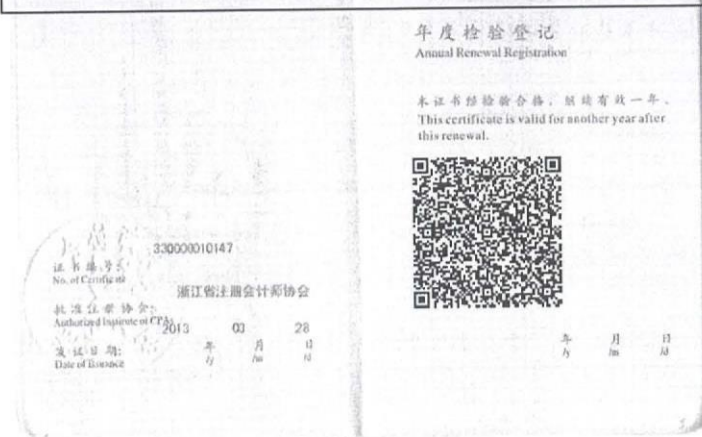 330000010147
证书编号:
No. of Certificate
浙江省注册会计师协会
批准注册协会:
Authorized Institute of CPAs
2013 03 28
发证日期: 年 月 日
Date of Issuance /y /m /d
年度检验登记
Annual Renewal Registration
本证书经检验合格，继续有效一年。
This certificate is valid for another year after
this renewal.
年 月 日
/y /m /d
5